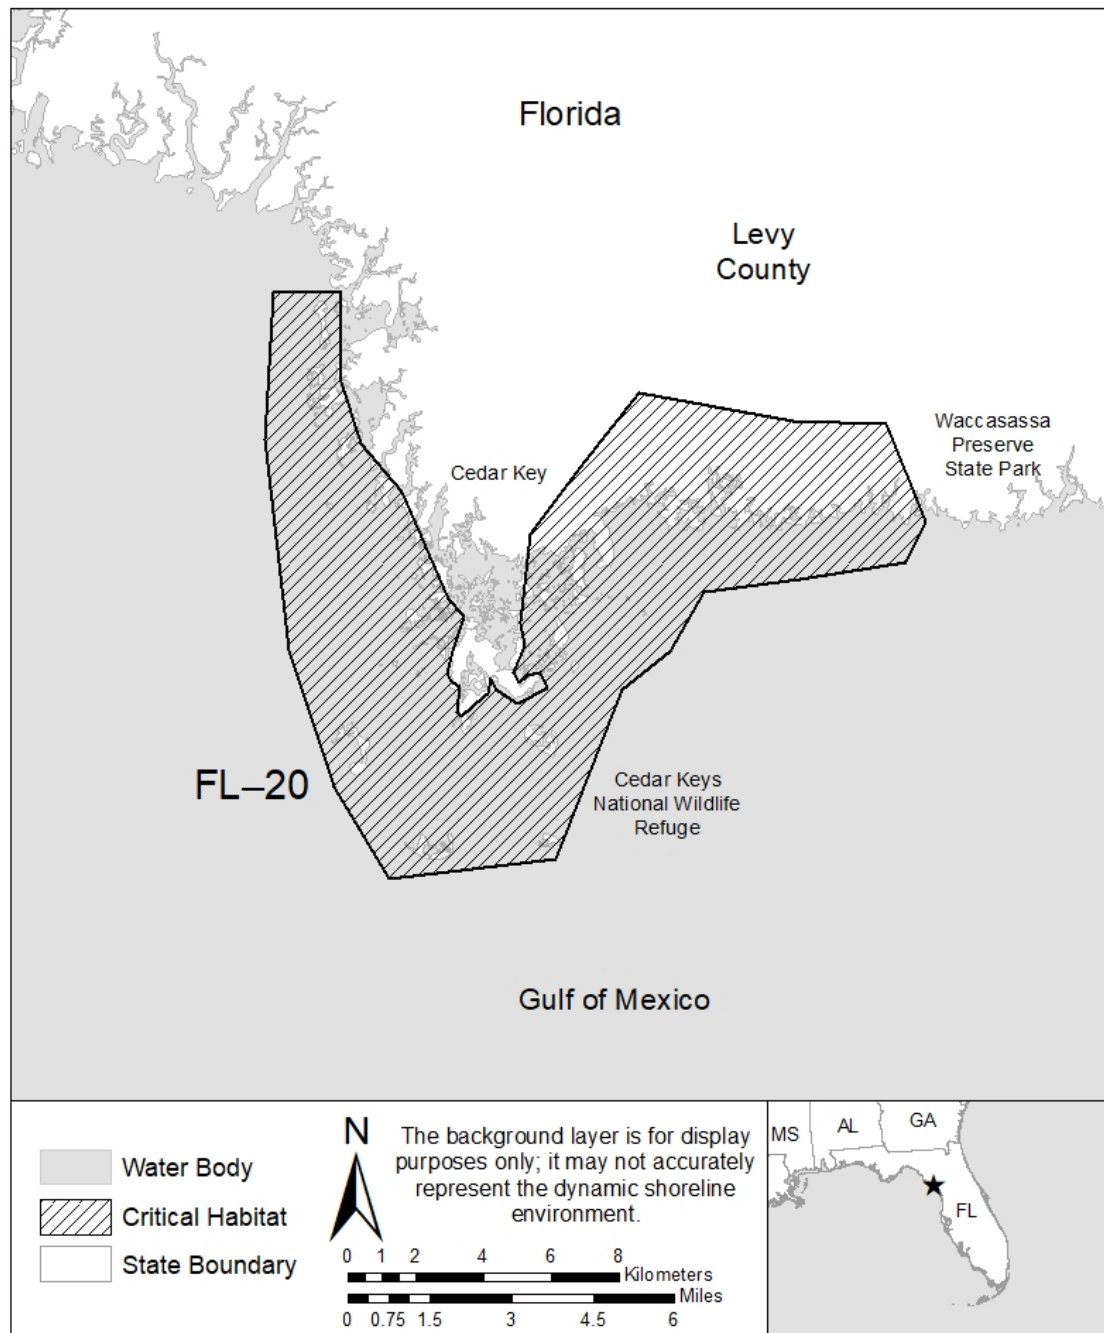 Florida
Levy
County
Waccasassa
Preserve
State Park
Cedar Key
FL–20
Cedar Keys
National Wildlife
Refuge
Gulf of Mexico
Water Body
Critical Habitat
State Boundary
N
The background layer is for display
purposes only; it may not accurately
represent the dynamic shoreline
environment.
0 1 2 4 6 8
Kilometers
Miles
0 0.75 1.5 3 4.5 6
MS AL GA
FL